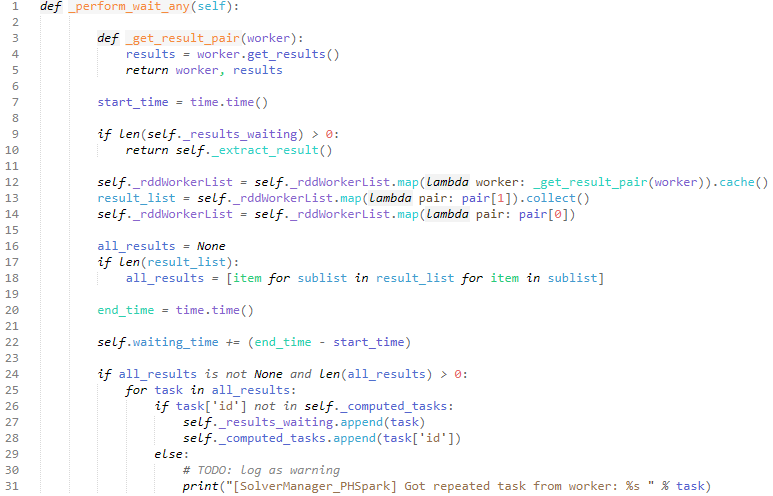 1 def _perform_wait_any(self):
2
3 def _get_result_pair(worker):
4 results = worker.get_results()
5 return worker, results
6
7 start_time = time.time()
8
9 if len(self._results_waiting) > 0:
10 return self._extract_result()
11
12 self._rddWorkerList = self._rddWorkerList.map(lambda worker: _get_result_pair(worker)).cache()
13 result_list = self._rddWorkerList.map(lambda pair: pair[1]).collect()
14 self._rddWorkerList = self._rddWorkerList.map(lambda pair: pair[0])
15
16 all_results = None
17 if len(result_list):
18 all_results = [item for sublist in result_list for item in sublist]
19
20 end_time = time.time()
21
22 self.waiting_time += (end_time - start_time)
23
24 if all_results is not None and len(all_results) > 0:
25 for task in all_results:
26 if task['id'] not in self._computed_tasks:
27 self._results_waiting.append(task)
28 self._computed_tasks.append(task['id'])
29 else:
30 # TODO: log as warning
31 print("[SolverManager_PHSpark] Got repeated task from worker: %s " % task)